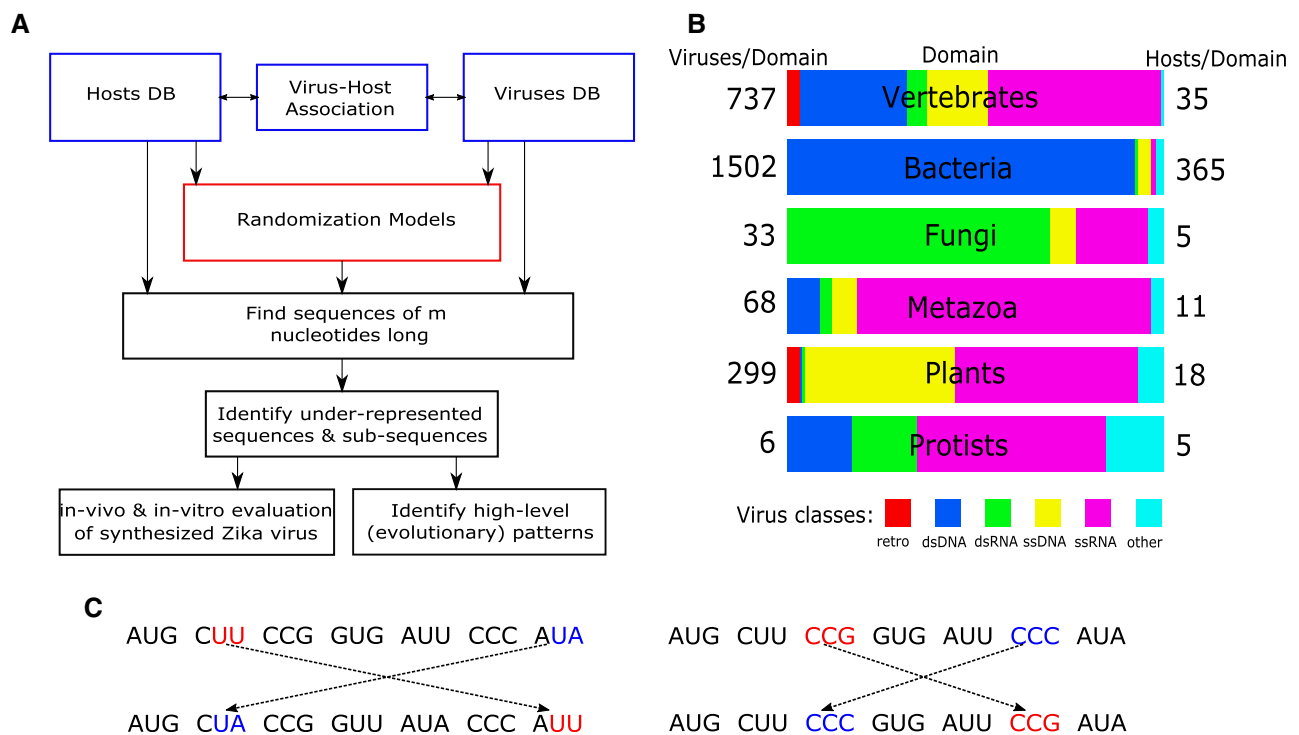 A
Hosts DB
Virus-Host
Association
Viruses DB
Randomization Models
Find sequences of m
nucleotides long
Identify under-represented
sequences & sub-sequences
in-vivo & in-vitro evaluation
of synthesized Zika virus
Identify high-level
(evolutionary) patterns
B
Viruses/Domain Domain Hosts/Domain
737 Vertebrates 35
1502 Bacteria 365
33 Fungi 5
68 Metazoa 11
299 Plants 18
6 Protists 5
Virus classes:
retro dsDNA dsRNA ssDNA ssRNA other
C
AUG CUU CCG GUG AUU CCC AUA
AUG CUA CCG GUU AUA CCC AUU
AUG CUU CCG GUG AUU CCC AUA
AUG CUU CCC GUG AUU CCG AUA